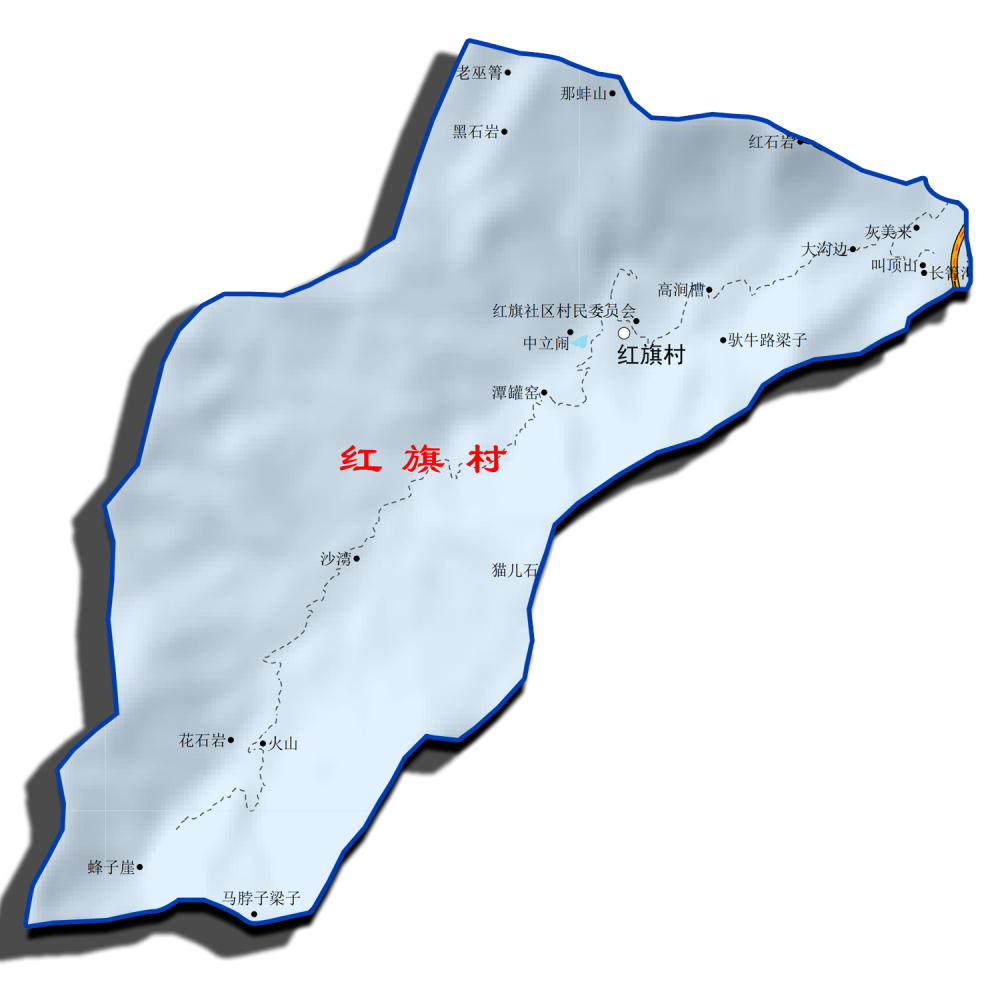 老巫箐
那蚌山
黑石岩
红石岩
灰美来
大沟边
叫顶山
长箐
高涧槽
红旗社区村民委员会
中立闹
驮牛路梁子
红旗村
潭罐窑
红旗村
沙湾
猫儿石
花石岩
火山
蜂子崖
马脖子梁子